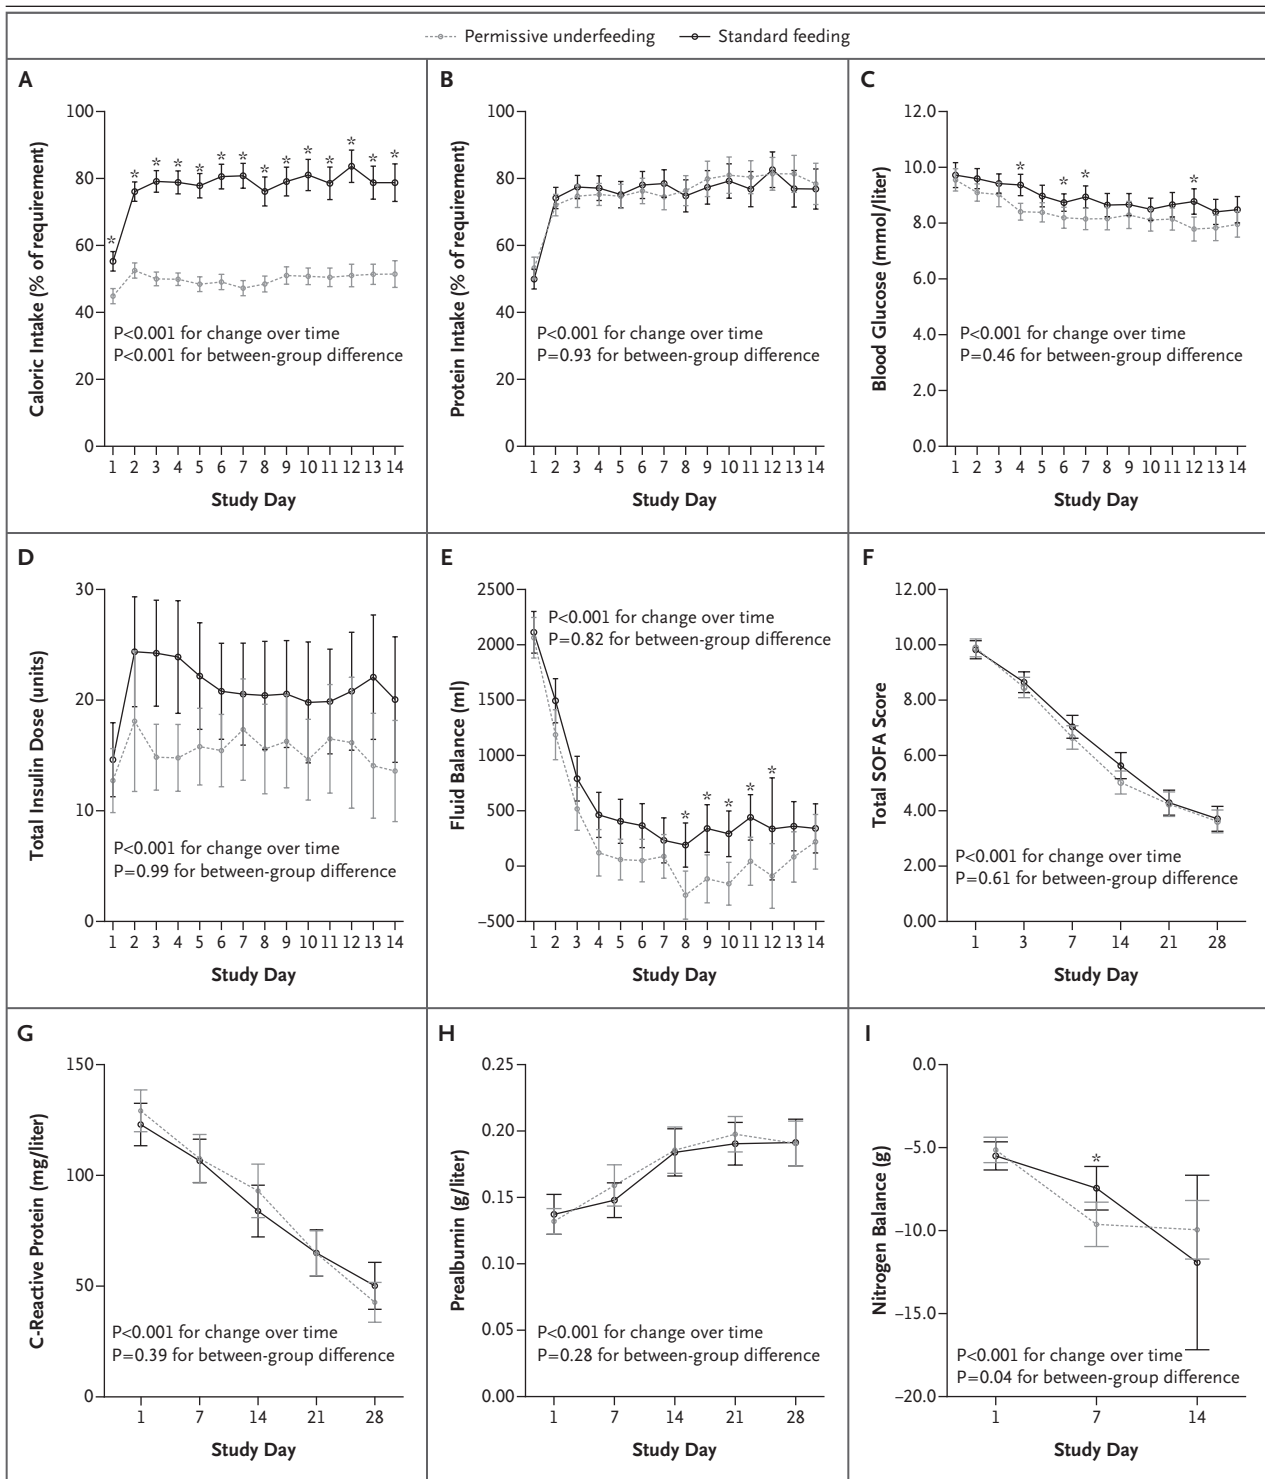 Permissive underfeeding Standard feeding
A
Caloric Intake (% of requirement)
100
80
60
40
20
0
* * * * * * * * * * * * * *
P<0.001 for change over time
P<0.001 for between-group difference
1 2 3 4 5 6 7 8 9 10 11 12 13 14
Study Day
B
Protein Intake (% of requirement)
100
80
60
40
20
0
P<0.001 for change over time
P=0.93 for between-group difference
1 2 3 4 5 6 7 8 9 10 11 12 13 14
Study Day
C
Blood Glucose (mmol/liter)
12.0
10.0
8.0
6.0
4.0
2.0
0.0
* * * *
P<0.001 for change over time
P=0.46 for between-group difference
1 2 3 4 5 6 7 8 9 10 11 12 13 14
Study Day
D
Total Insulin Dose (units)
30
20
10
0
P<0.001 for change over time
P=0.99 for between-group difference
1 2 3 4 5 6 7 8 9 10 11 12 13 14
Study Day
E
Fluid Balance (ml)
2500
2000
1500
1000
500
0
–500
P<0.001 for change over time
P=0.82 for between-group difference
* * * * *
1 2 3 4 5 6 7 8 9 10 11 12 13 14
Study Day
F
Total SOFA Score
12.00
10.00
8.00
6.00
4.00
2.00
0.00
P<0.001 for change over time
P=0.61 for between-group difference
1 3 7 14 21 28
Study Day
G
C-Reactive Protein (mg/liter)
150
100
50
0
P<0.001 for change over time
P=0.39 for between-group difference
1 7 14 21 28
Study Day
H
Prealbumin (g/liter)
0.25
0.20
0.15
0.10
0.05
0.00
P<0.001 for change over time
P=0.28 for between-group difference
1 7 14 21 28
Study Day
I
Nitrogen Balance (g)
0.0
–5.0
–10.0
–15.0
–20.0
*
P<0.001 for change over time
P=0.04 for between-group difference
1 7 14
Study Day